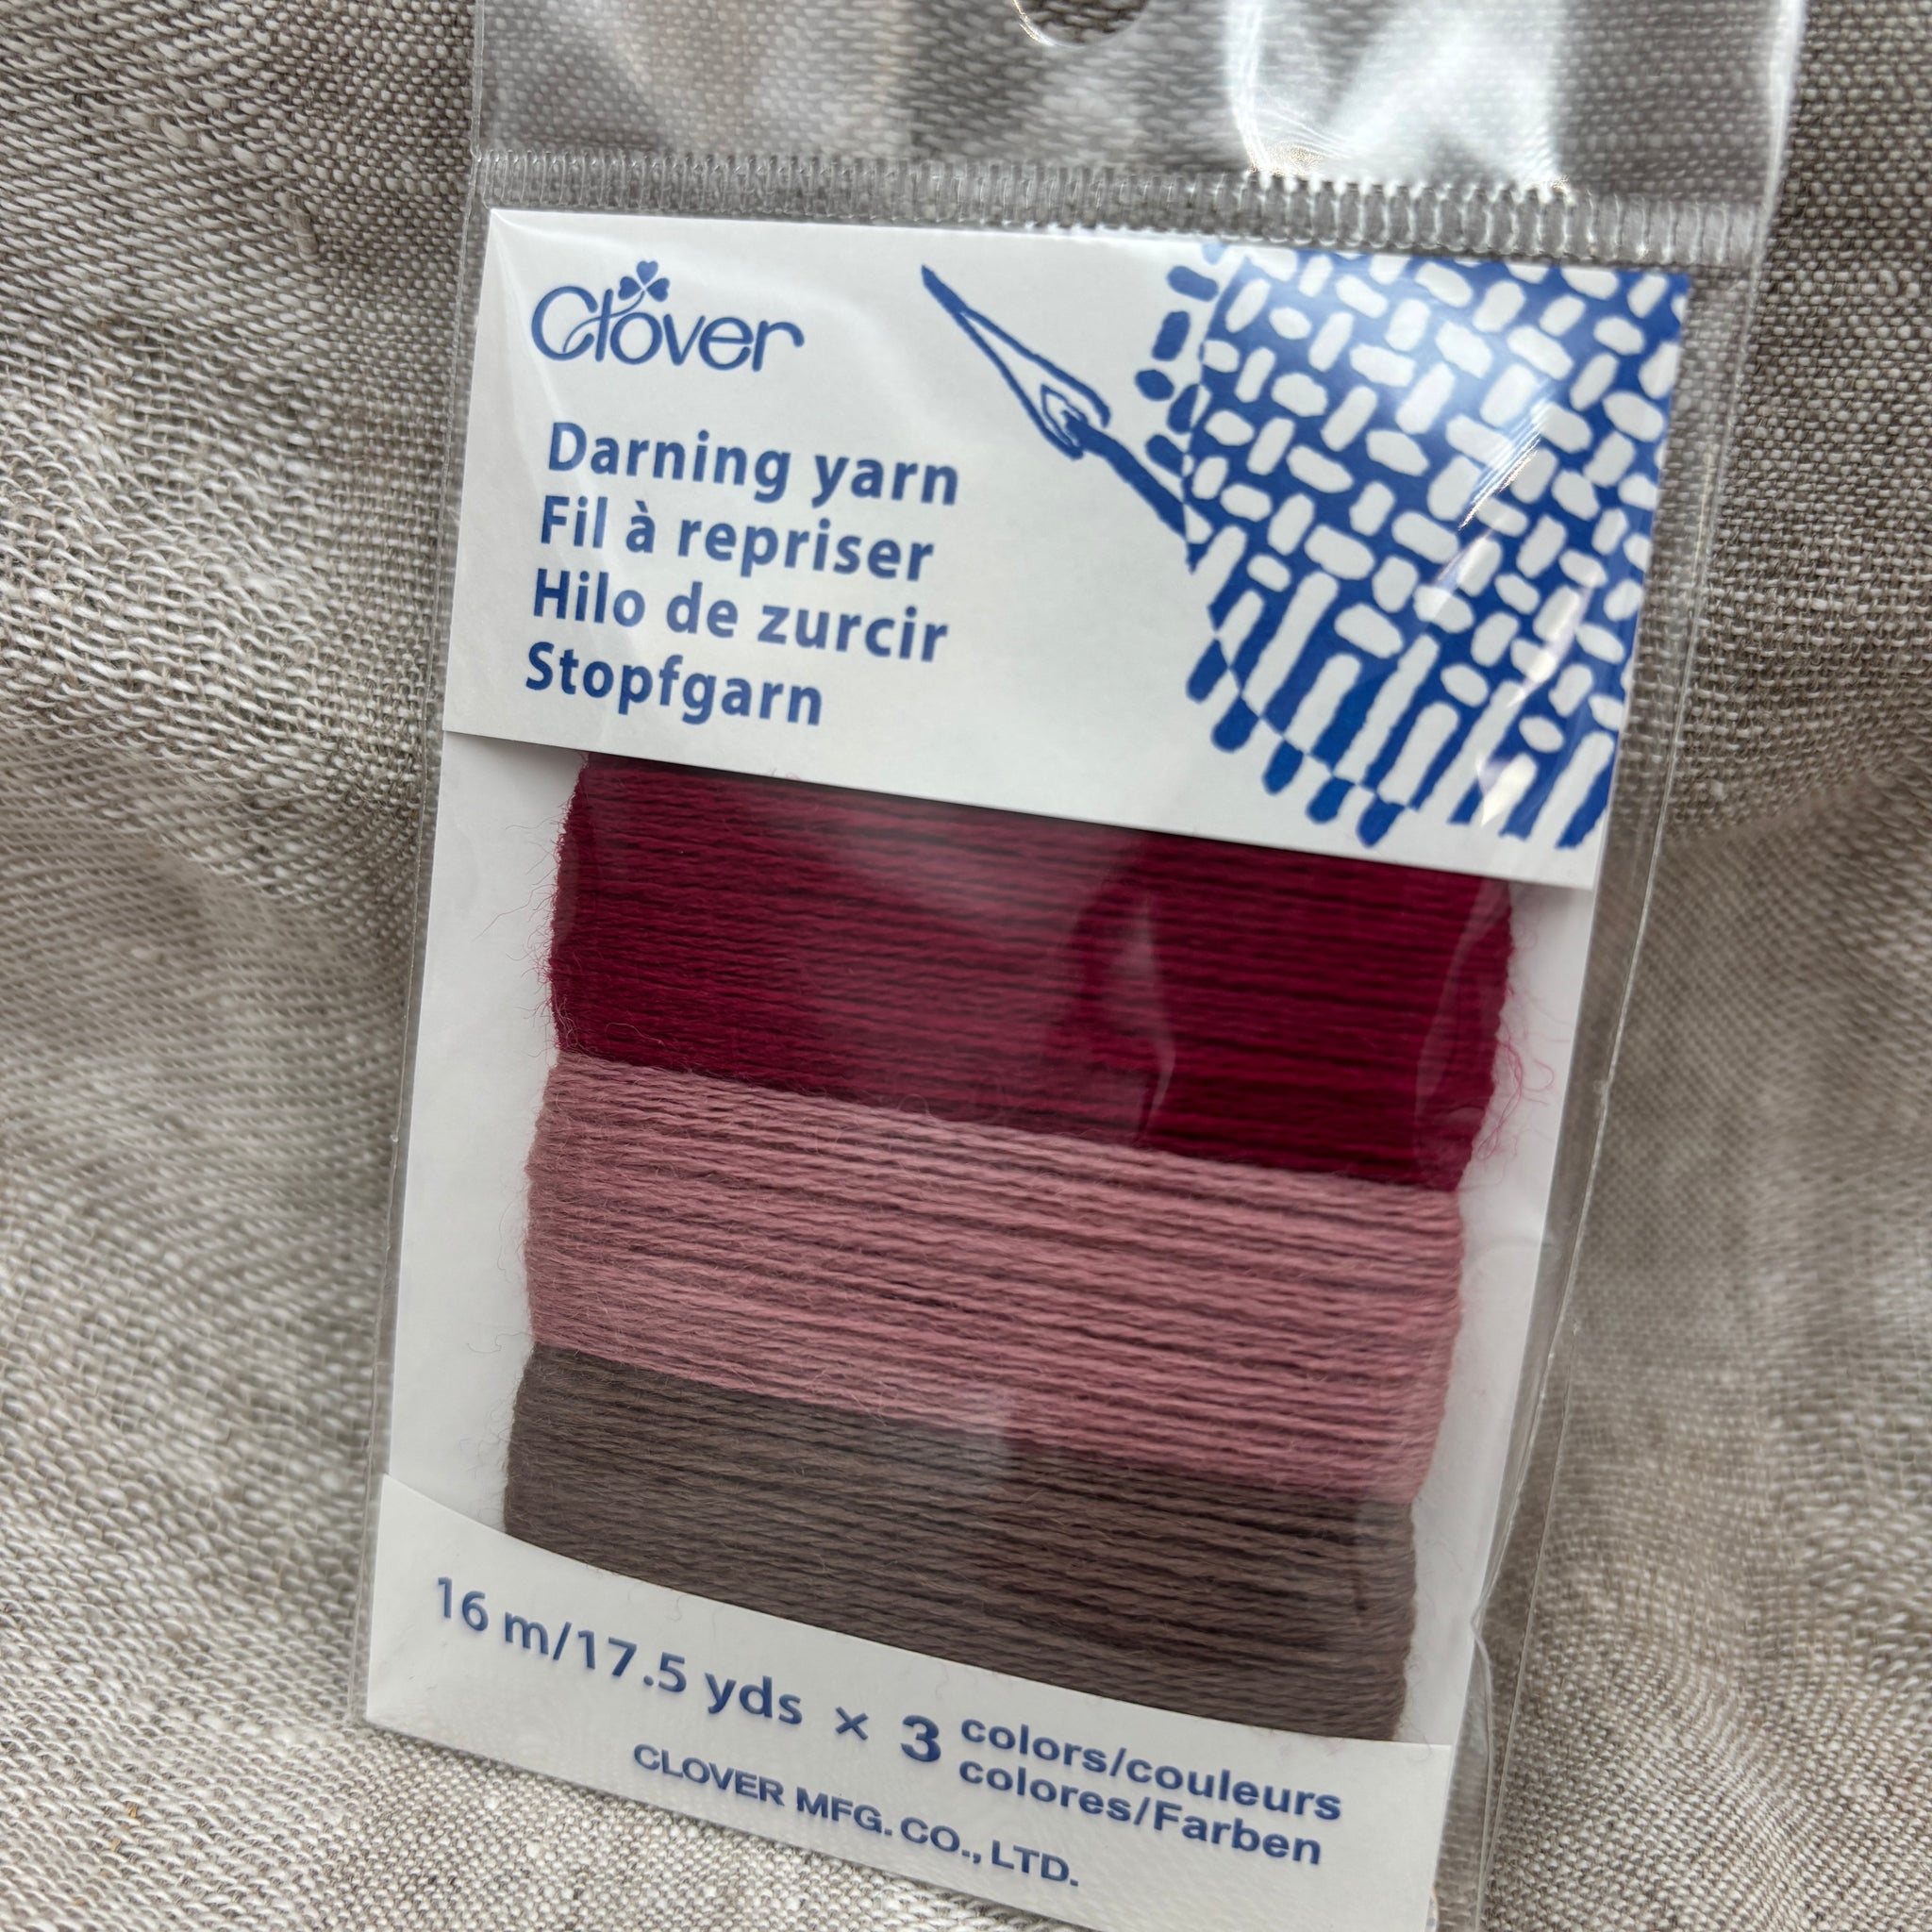 Clover
Darning yarn
Fil à repriser
Hilo de zurcir
Stopfgarn
16 m/17.5 yds × 3 colors/couleurs
colores/Farben
CLOVER MFG. CO., LTD.